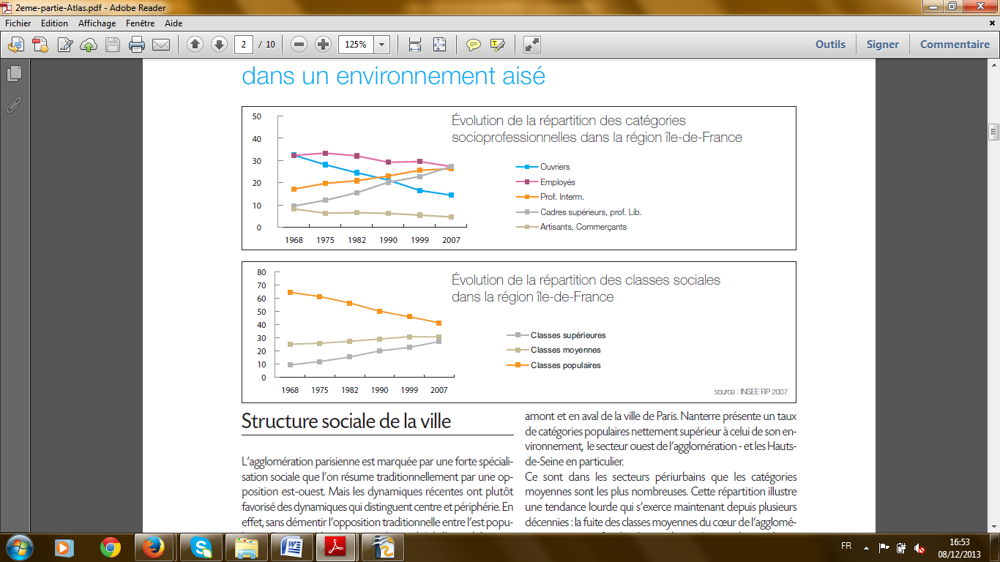 2eme-partie-Atlas.pdf - Adobe Reader
Fichier Edition Affichage Fenêtre Aide
2 / 10 125% Outils Signer Commentaire
dans un environnement aisé
Évolution de la répartition des catégories
socioprofessionnelles dans la région île-de-France
50
40
30
20
10
0
1968 1975 1982 1990 1999 2007
Ouvriers
Employés
Prof. Interm.
Cadres supérieurs, prof. Lib.
Artisants, Commerçants
Évolution de la répartition des classes sociales
dans la région île-de-France
80
70
60
50
40
30
20
10
0
1968 1975 1982 1990 1999 2007
Classes supérieures
Classes moyennes
Classes populaires
source : INSEE RP 2007
Structure sociale de la ville
L'agglomération parisienne est marquée par une forte spéciali-
sation sociale que l'on résume traditionnellement par une op-
position est-ouest. Mais les dynamiques récentes ont plutôt
favorisé des dynamiques qui distinguent centre et périphérie. En
effet, sans démentir l'opposition traditionnelle entre l'est popu-
amont et en aval de la ville de Paris. Nanterre présente un taux
de catégories populaires nettement supérieur à celui de son en-
vironnement, le secteur ouest de l'agglomération - et les Hauts-
de-Seine en particulier.
Ce sont dans les secteurs périurbains que les catégories
moyennes sont les plus nombreuses. Cette répartition illustre
une tendance lourde qui s'exerce maintenant depuis plusieurs
décennies : la fuite des classes moyennes du cœur de l'agglomé-
FR
16:53
08/12/2013